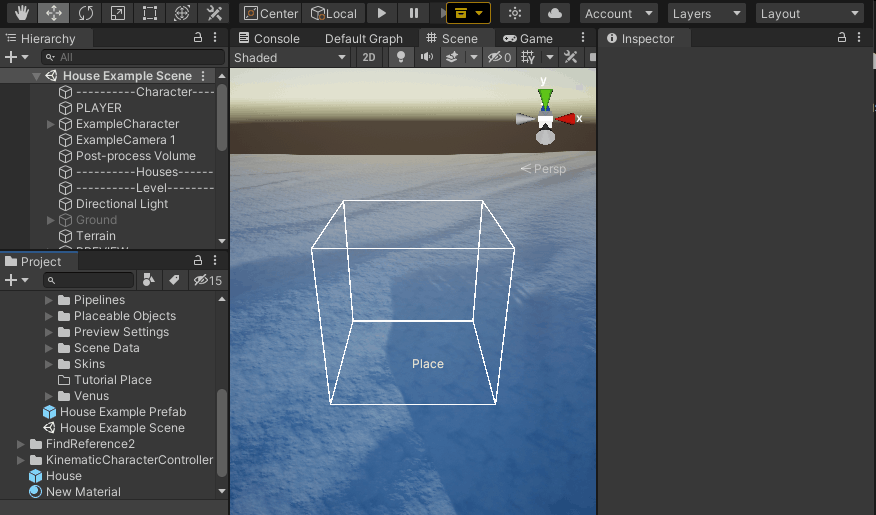 Center
Local
Account
Layers
Layout
Hierarchy
Console
Default Graph
Scene
Game
Inspector
All
Shaded
2D
0
House Example Scene
----------Character----
PLAYER
ExampleCharacter
ExampleCamera 1
Post-process Volume
----------Houses------
----------Level--------
Directional Light
Ground
Terrain
y
x
Persp
Project
15
Pipelines
Placeable Objects
Preview Settings
Scene Data
Skins
Tutorial Place
Venus
House Example Prefab
House Example Scene
FindReference2
KinematicCharacterController
House
New Material
Place